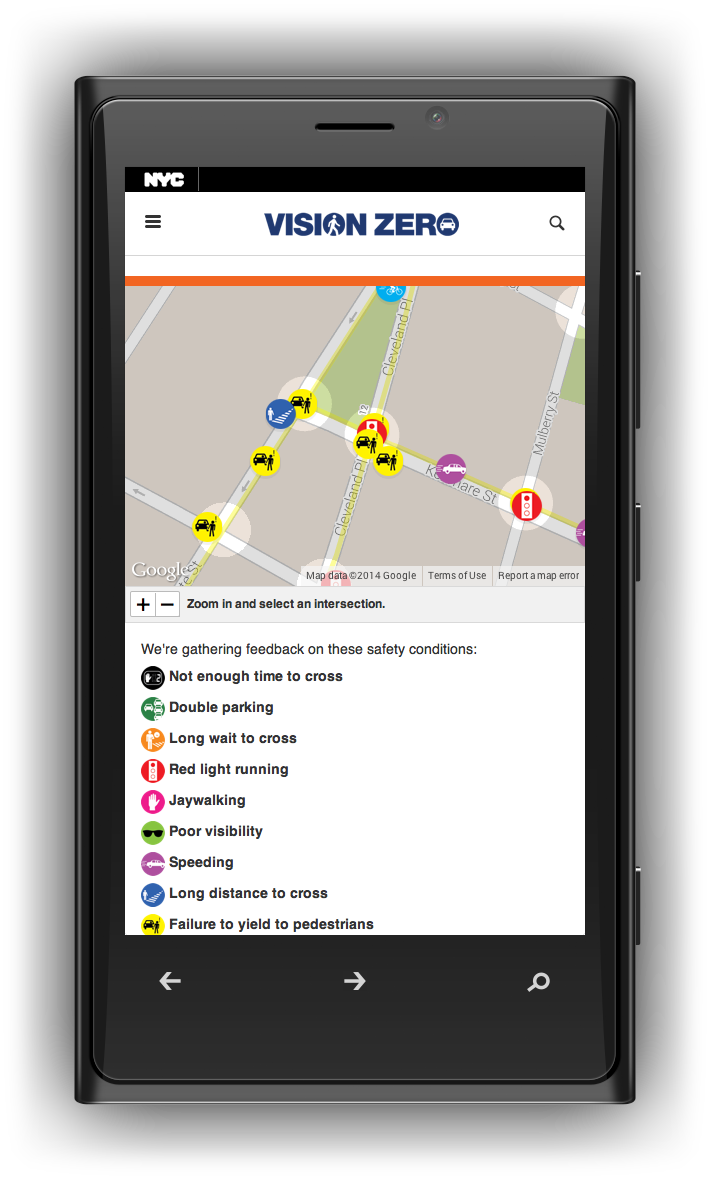 NYC
VISION ZERO
Cleveland Pl
12
Mulberry St
Cleveland Pl
St
Google
Map data ©2014 Google
Terms of Use
Report a map error
+ − Zoom in and select an intersection.
We're gathering feedback on these safety conditions:
Not enough time to cross
Double parking
Long wait to cross
Red light running
Jaywalking
Poor visibility
Speeding
Long distance to cross
Failure to yield to pedestrians